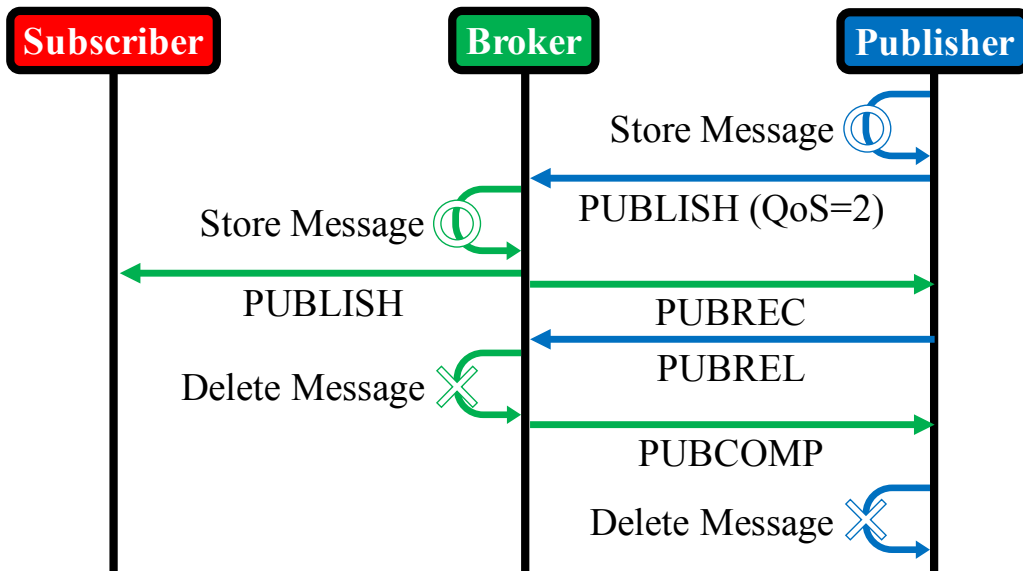 Subscriber
Broker
Publisher
Store Message
PUBLISH (QoS=2)
Store Message
PUBLISH
PUBREC
PUBREL
Delete Message
PUBCOMP
Delete Message